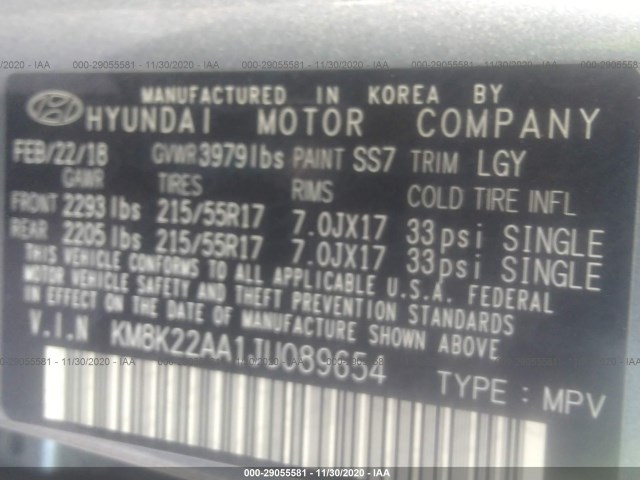 000-29055581 - 11/30/2020 - IAA
MANUFACTURED IN KOREA BY
HYUNDAI MOTOR COMPANY
FEB/22/18 GVWR 3979lbs PAINT SS7 TRIM LGY
GAWR TIRES RIMS COLD TIRE INFL
FRONT 2293lbs 215/55R17 7.0JX17 33psi SINGLE
REAR 2205lbs 215/55R17 7.0JX17 33psi SINGLE
THIS VEHICLE CONFORMS TO ALL APPLICABLE U.S.A. FEDERAL
MOTOR VEHICLE SAFETY AND THEFT PREVENTION STANDARDS
IN EFFECT ON THE DATE OF MANUFACTURE SHOWN ABOVE
V.I.N KM8K22AA1JU089654
TYPE : MPV
000-29055581 - 11/30/2020 - IAA